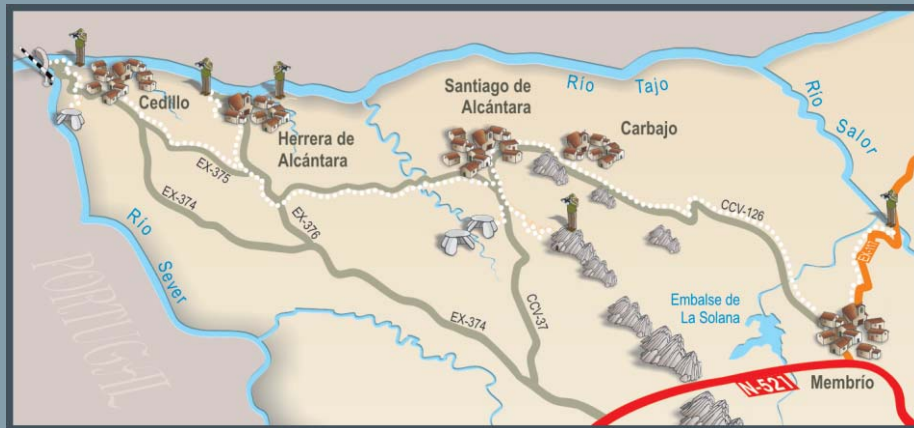 Río Tajo
Río Salor
Santiago de
Alcántara
Carbajo
Cedillo
Herrera de
Alcántara
EX-375
EX-374
EX-376
CCV-126
Río Sever
PORTUGAL
EX-374
CCV-37
Embalse de
La Solana
N-521
Membrío